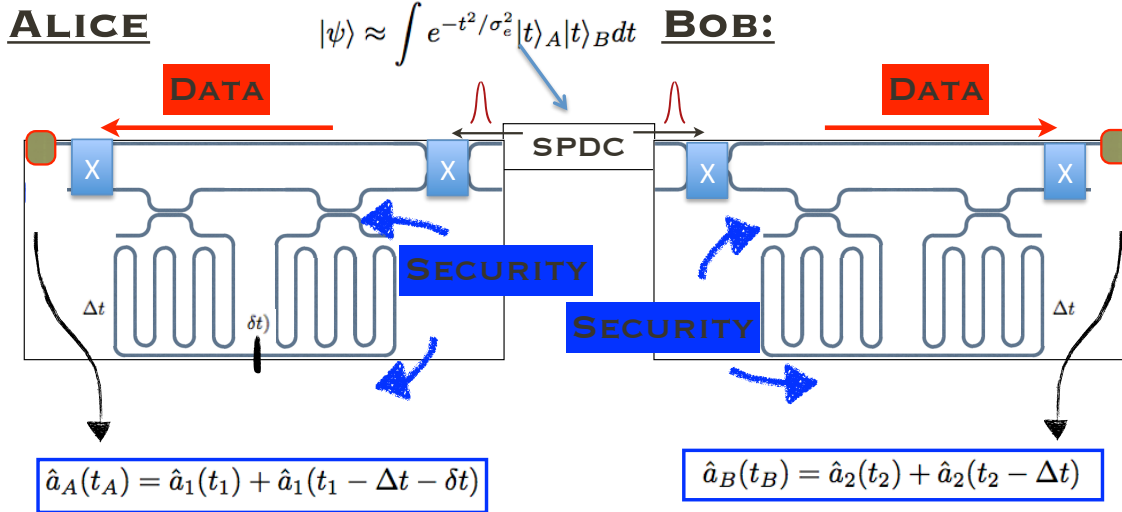 ALICE
|ψ⟩ ≈ ∫ e^{-t²/σ_e²}|t⟩_A|t⟩_B dt
BOB:
DATA
DATA
SPDC
X
X
X
X
SECURITY
SECURITY
Δt
δt)
Δt
â_A(t_A) = â_1(t_1) + â_1(t_1 − Δt − δt)
â_B(t_B) = â_2(t_2) + â_2(t_2 − Δt)